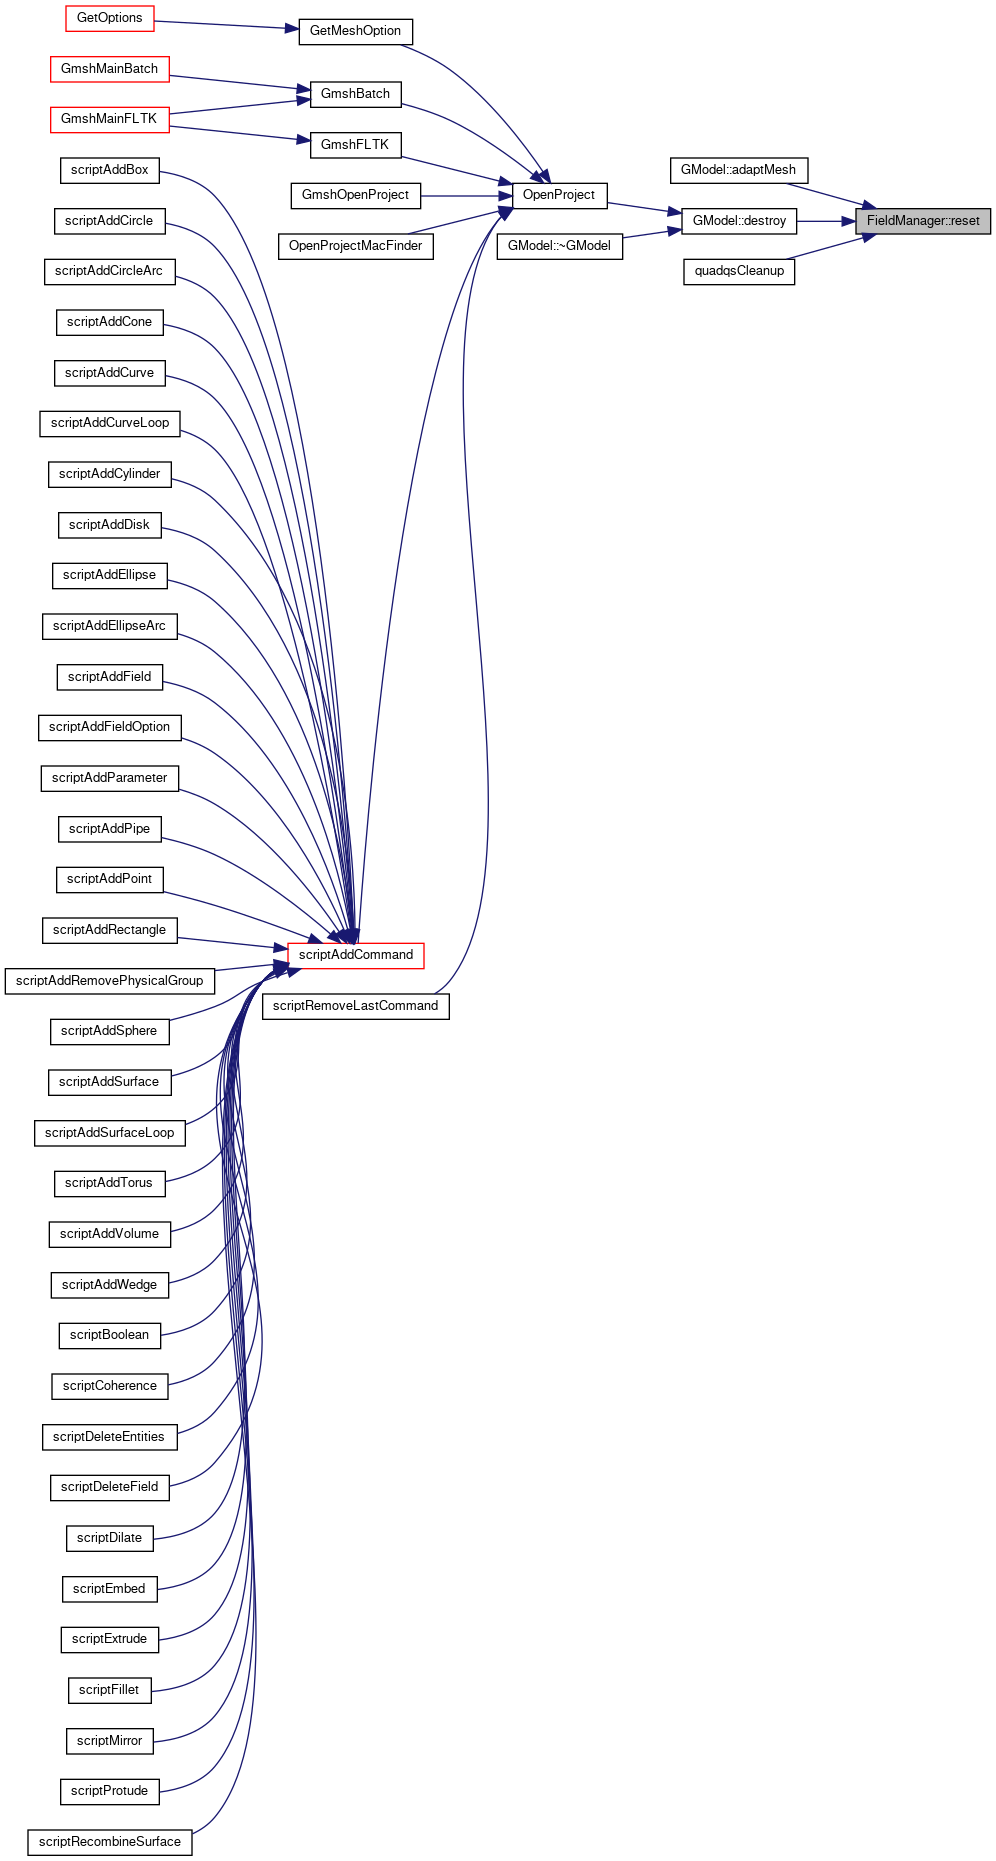 GetOptions
GetMeshOption
GmshMainBatch
GmshBatch
GmshMainFLTK
GmshFLTK
scriptAddBox
GModel::adaptMesh
GmshOpenProject
OpenProject
scriptAddCircle
GModel::destroy
FieldManager::reset
OpenProjectMacFinder
GModel::~GModel
scriptAddCircleArc
quadqsCleanup
scriptAddCone
scriptAddCurve
scriptAddCurveLoop
scriptAddCylinder
scriptAddDisk
scriptAddEllipse
scriptAddEllipseArc
scriptAddField
scriptAddFieldOption
scriptAddParameter
scriptAddPipe
scriptAddPoint
scriptAddRectangle
scriptAddCommand
scriptAddRemovePhysicalGroup
scriptRemoveLastCommand
scriptAddSphere
scriptAddSurface
scriptAddSurfaceLoop
scriptAddTorus
scriptAddVolume
scriptAddWedge
scriptBoolean
scriptCoherence
scriptDeleteEntities
scriptDeleteField
scriptDilate
scriptEmbed
scriptExtrude
scriptFillet
scriptMirror
scriptProtude
scriptRecombineSurface